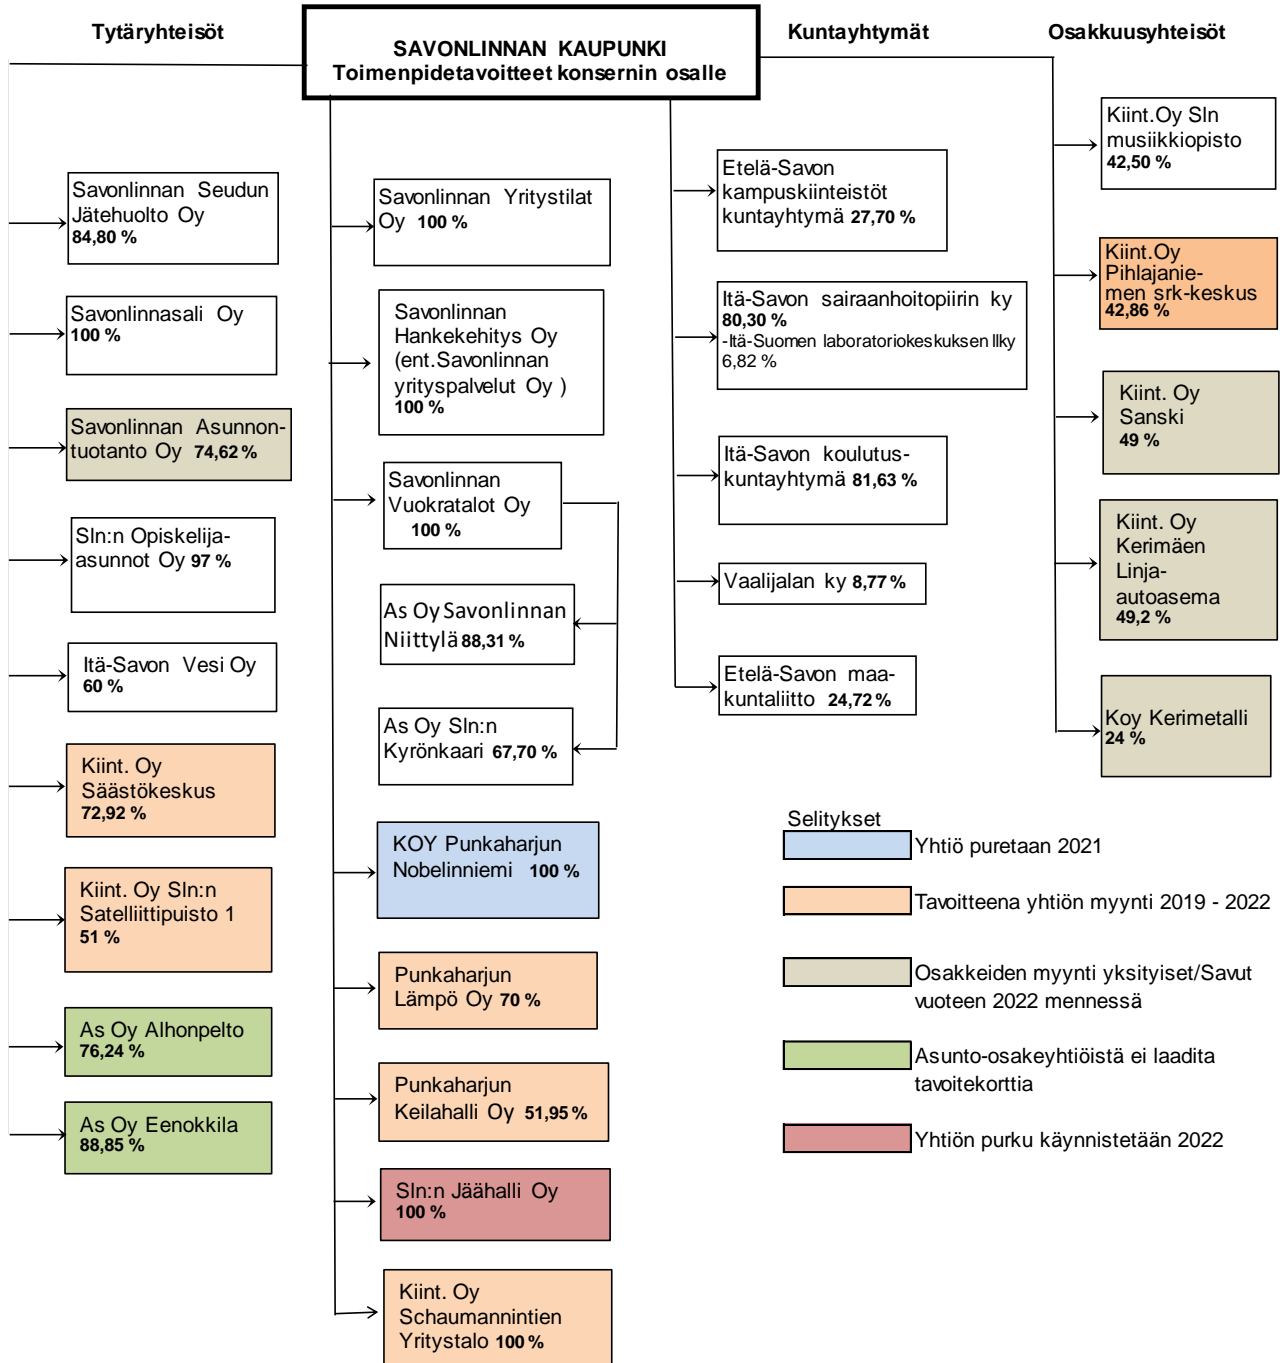 Tytäryhteisöt
SAVONLINNAN KAUPUNKI
Toimenpidetavoitteet konsernin osalle
Kuntayhtymät
Osakkuusyhteisöt
Savonlinnan Seudun
Jätehuolto Oy
84,80 %
Savonlinnasali Oy
100 %
Savonlinnan Asunnon-
tuotanto Oy 74,62 %
Sln:n Opiskelija-
asunnot Oy 97 %
Itä-Savon Vesi Oy
60 %
Kiint. Oy
Säästökeskus
72,92 %
Kiint. Oy Sln:n
Satelliittipuisto 1
51 %
As Oy Alhonpelto
76,24 %
As Oy Eenokkila
88,85 %
Savonlinnan Yritystilat
Oy 100 %
Savonlinnan
Hankekehitys Oy
(ent.Savonlinnan
yrityspalvelut Oy )
100 %
Savonlinnan
Vuokratalot Oy
100 %
As Oy Savonlinnan
Niittylä 88,31 %
As Oy Sln:n
Kyrönkaari 67,70 %
KOY Punkaharjun
Nobelinniemi 100 %
Punkaharjun
Lämpö Oy 70 %
Punkaharjun
Keilahalli Oy 51,95 %
Sln:n Jäähalli Oy
100 %
Kiint. Oy
Schaumannintien
Yritystalo 100 %
Etelä-Savon
kampuskiinteistöt
kuntayhtymä 27,70 %
Itä-Savon sairaanhoitopiirin ky
80,30 %
-Itä-Suomen laboratoriokeskuksen llky
6,82 %
Itä-Savon koulutus-
kuntayhtymä 81,63 %
Vaalijalan ky 8,77 %
Etelä-Savon maa-
kuntaliitto 24,72 %
Kiint.Oy Sln
musiikkiopisto
42,50 %
Kiint.Oy
Pihlajanie-
men srk-keskus
42,86 %
Kiint. Oy
Sanski
49 %
Kiint. Oy
Kerimäen
Linja-
autoasema
49,2 %
Koy Kerimetalli
24 %
Selitykset
Yhtiö puretaan 2021
Tavoitteena yhtiön myynti 2019 - 2022
Osakkeiden myynti yksityiset/Savut
vuoteen 2022 mennessä
Asunto-osakeyhtiöistä ei laadita
tavoitekorttia
Yhtiön purku käynnistetään 2022